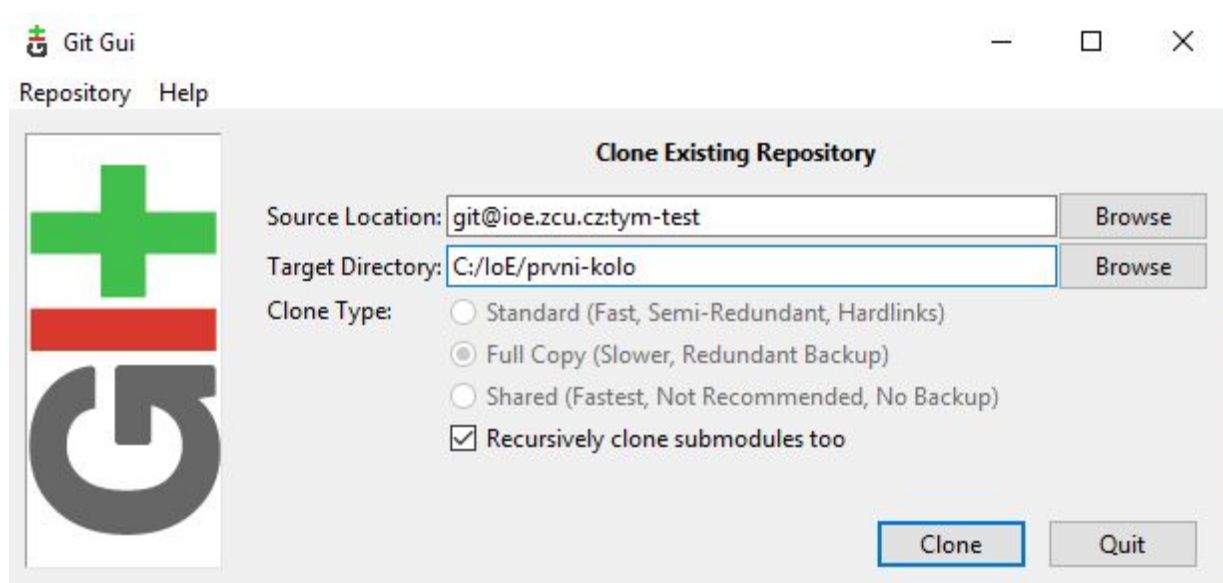 Git Gui
Repository Help
Clone Existing Repository
Source Location: git@ioe.zcu.cz:tym-test Browse
Target Directory: C:/IoE/prvni-kolo Browse
Clone Type: Standard (Fast, Semi-Redundant, Hardlinks)
Full Copy (Slower, Redundant Backup)
Shared (Fastest, Not Recommended, No Backup)
Recursively clone submodules too
Clone Quit
Git